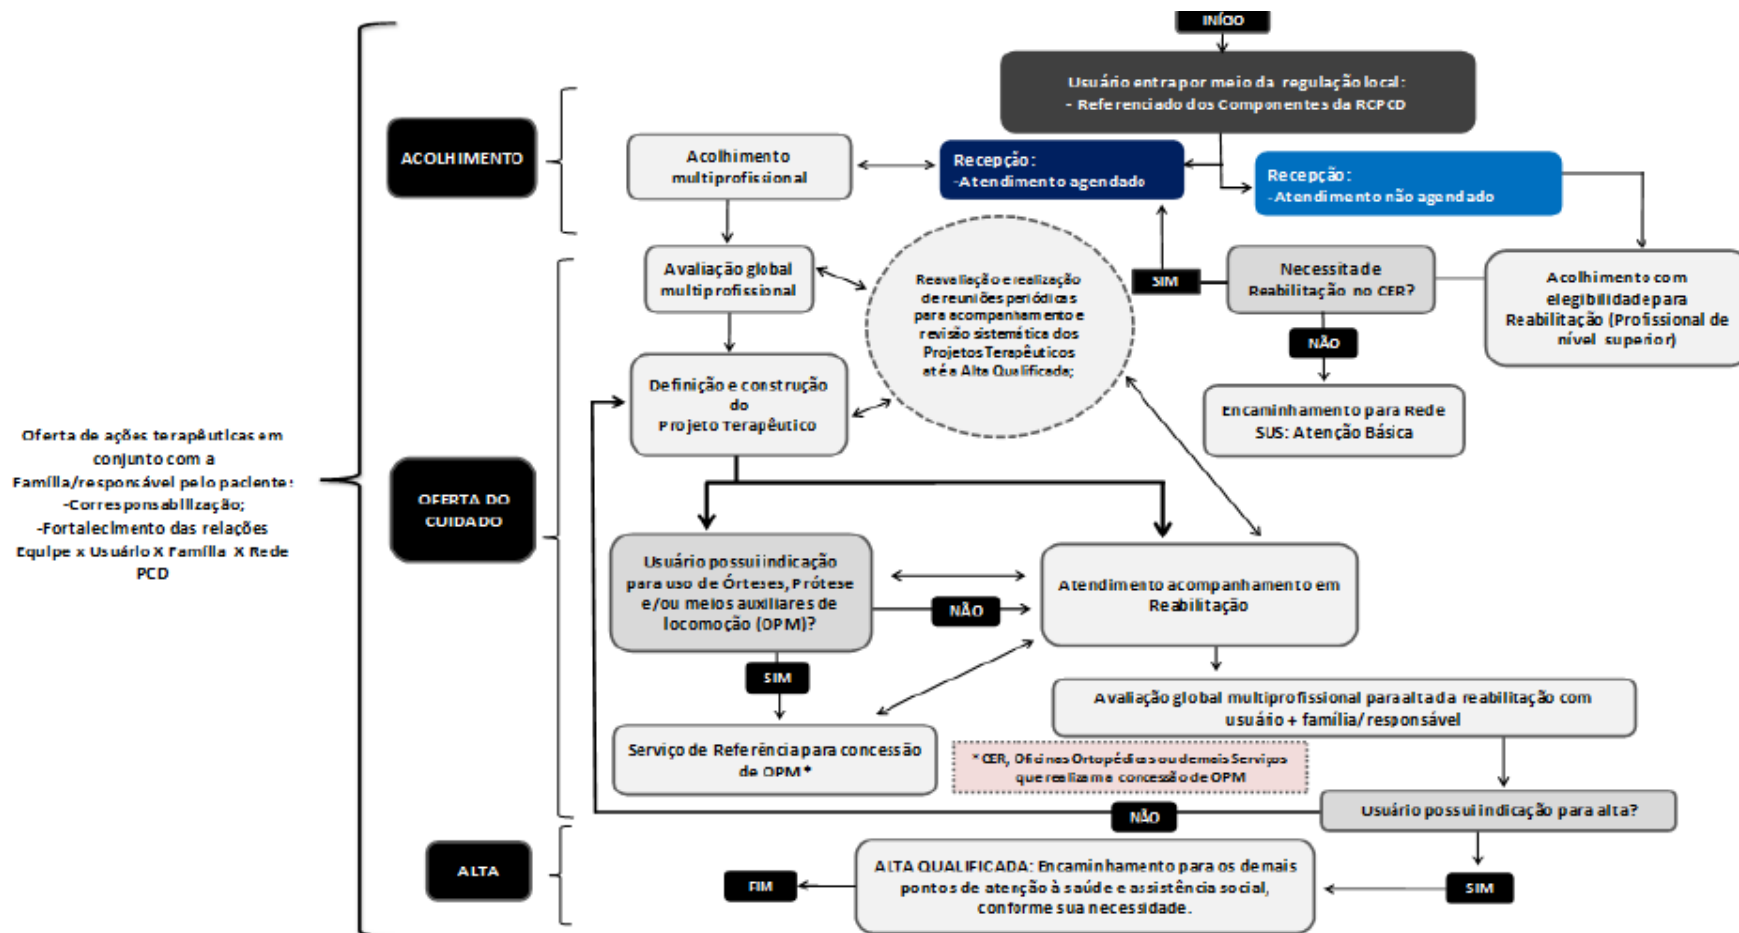 INÍCIO
Usuário entra por meio da regulação local:
- Referenciado dos Componentes da RCPCD
ACOLHIMENTO
Acolhimento
multiprofissional
Recepção:
-Atendimento agendado
Recepção:
-Atendimento não agendado
Avaliação global
multiprofissional
Reavaliação e realização
de reuniões periódicas
para acompanhamento e
revisão sistemática dos
Projetos Terapêuticos
até a Alta Qualificada;
SIM
Necessita de
Reabilitação no CER?
Acolhimento com
elegibilidade para
Reabilitação (Profissional de
nível superior)
NÃO
Definição e construção
do
Projeto Terapêutico
Encaminhamento para Rede
SUS: Atenção Básica
Oferta de ações terapêuticas em
conjunto com a
Família/responsável pelo paciente:
-Corresponsabilização;
-Fortalecimento das relações
Equipe x Usuário X Família X Rede
PCD
OFERTA DO
CUIDADO
Usuário possui indicação
para uso de Órteses, Prótese
e/ou meios auxiliares de
locomoção (OPM)?
NÃO
Atendimento acompanhamento em
Reabilitação
SIM
Avaliação global multiprofissional para alta da reabilitação com
usuário + família/responsável
Serviço de Referência para concessão
de OPM*
*CER, Oficinas Ortopédicas ou demais Serviços
que realizam a concessão de OPM
NÃO
Usuário possui indicação para alta?
ALTA
FIM
ALTA QUALIFICADA: Encaminhamento para os demais
pontos de atenção à saúde e assistência social,
conforme sua necessidade.
SIM